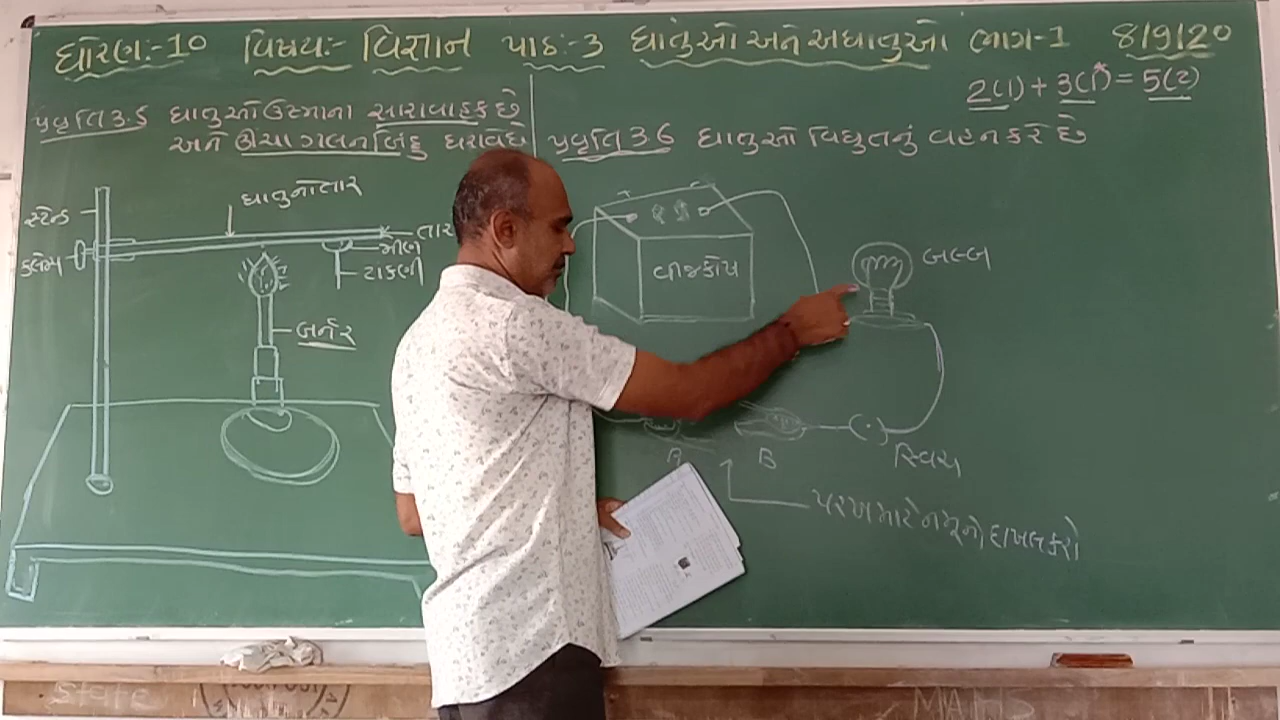 ધોરણ:-10 વિષય:- વિજ્ઞાન પાઠ:-3 ધાતુઓ અને અધાતુઓ ભાગ-1 8/9/20
2(1) + 3(1)* = 5(2)
પ્રવૃતિ 3.5 ધાતુઓ ઉષ્માના સારાવાહક છે
અને ઊંચા ગલનબિંદુ ધરાવે છે
પ્રવૃતિ 3.6 ધાતુઓ વિદ્યુતનું વહન કરે છે
ધાતુનો તાર
સ્ટેન્ડ
ક્લેમ્પ
તાર
મીણ
ટાકણી
બર્નર
વીજકોષ
બલ્બ
A B
સ્વિચ
પરખ માટે નમૂનો દાખલ કરો
State
MAHS